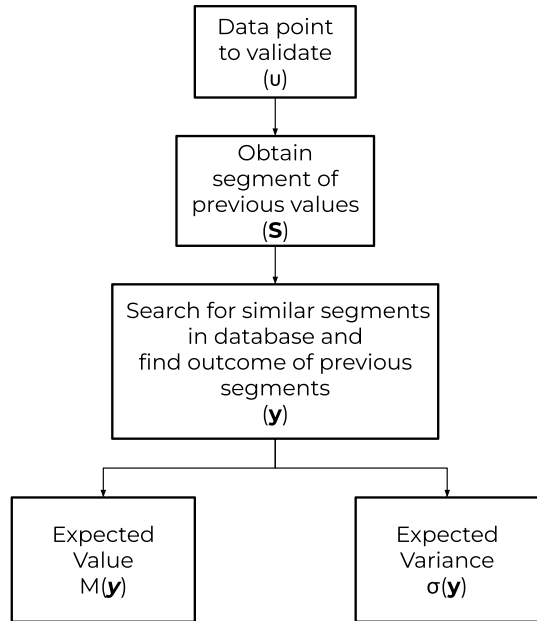 Data point
to validate
(υ)
Obtain
segment of
previous values
(S)
Search for similar segments
in database and
find outcome of previous
segments
(y)
Expected
Value
M(y)
Expected
Variance
σ(y)